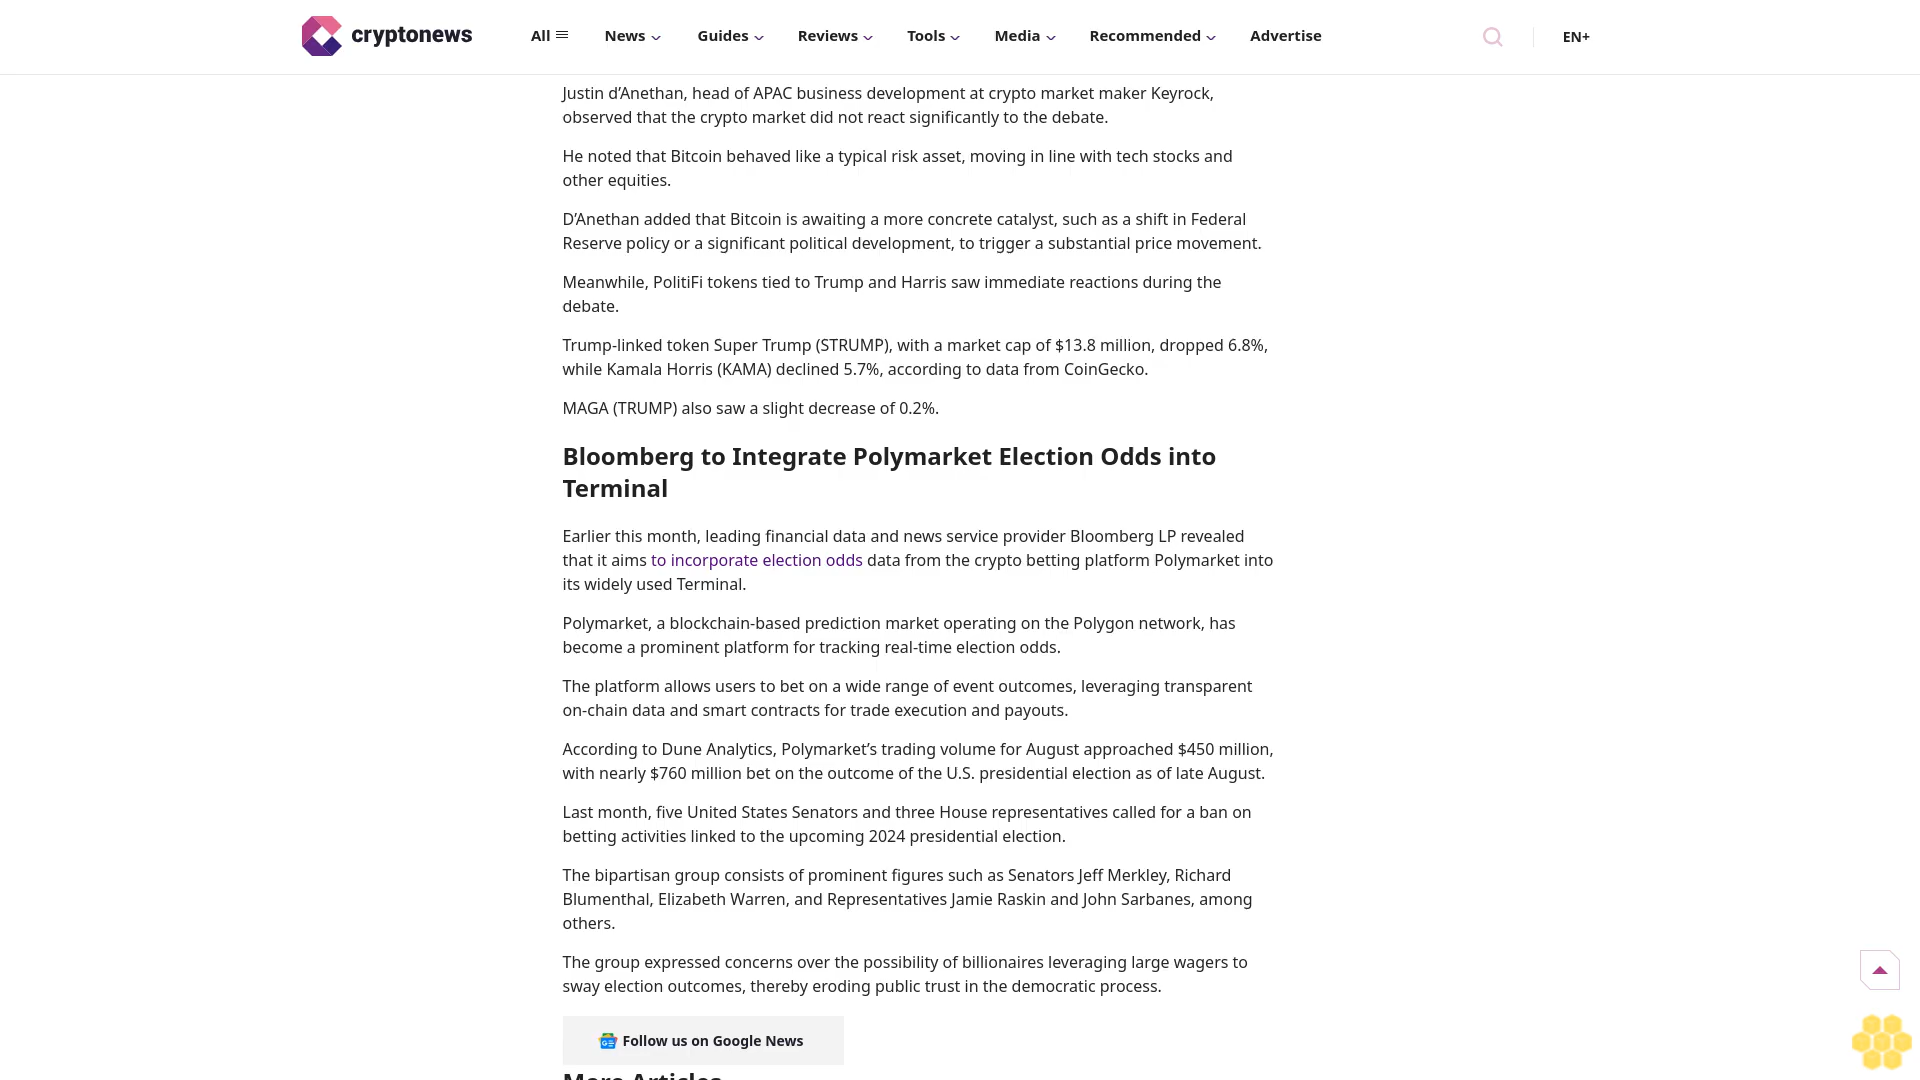 cryptonews
All
News
Guides
Reviews
Tools
Media
Recommended
Advertise
EN+
Justin d’Anethan, head of APAC business development at crypto market maker Keyrock,
observed that the crypto market did not react significantly to the debate.
He noted that Bitcoin behaved like a typical risk asset, moving in line with tech stocks and
other equities.
D’Anethan added that Bitcoin is awaiting a more concrete catalyst, such as a shift in Federal
Reserve policy or a significant political development, to trigger a substantial price movement.
Meanwhile, PolitiFi tokens tied to Trump and Harris saw immediate reactions during the
debate.
Trump-linked token Super Trump (STRUMP), with a market cap of $13.8 million, dropped 6.8%,
while Kamala Horris (KAMA) declined 5.7%, according to data from CoinGecko.
MAGA (TRUMP) also saw a slight decrease of 0.2%.
Bloomberg to Integrate Polymarket Election Odds into
Terminal
Earlier this month, leading financial data and news service provider Bloomberg LP revealed
that it aims to incorporate election odds data from the crypto betting platform Polymarket into
its widely used Terminal.
Polymarket, a blockchain-based prediction market operating on the Polygon network, has
become a prominent platform for tracking real-time election odds.
The platform allows users to bet on a wide range of event outcomes, leveraging transparent
on-chain data and smart contracts for trade execution and payouts.
According to Dune Analytics, Polymarket’s trading volume for August approached $450 million,
with nearly $760 million bet on the outcome of the U.S. presidential election as of late August.
Last month, five United States Senators and three House representatives called for a ban on
betting activities linked to the upcoming 2024 presidential election.
The bipartisan group consists of prominent figures such as Senators Jeff Merkley, Richard
Blumenthal, Elizabeth Warren, and Representatives Jamie Raskin and John Sarbanes, among
others.
The group expressed concerns over the possibility of billionaires leveraging large wagers to
sway election outcomes, thereby eroding public trust in the democratic process.
Follow us on Google News
More Articles